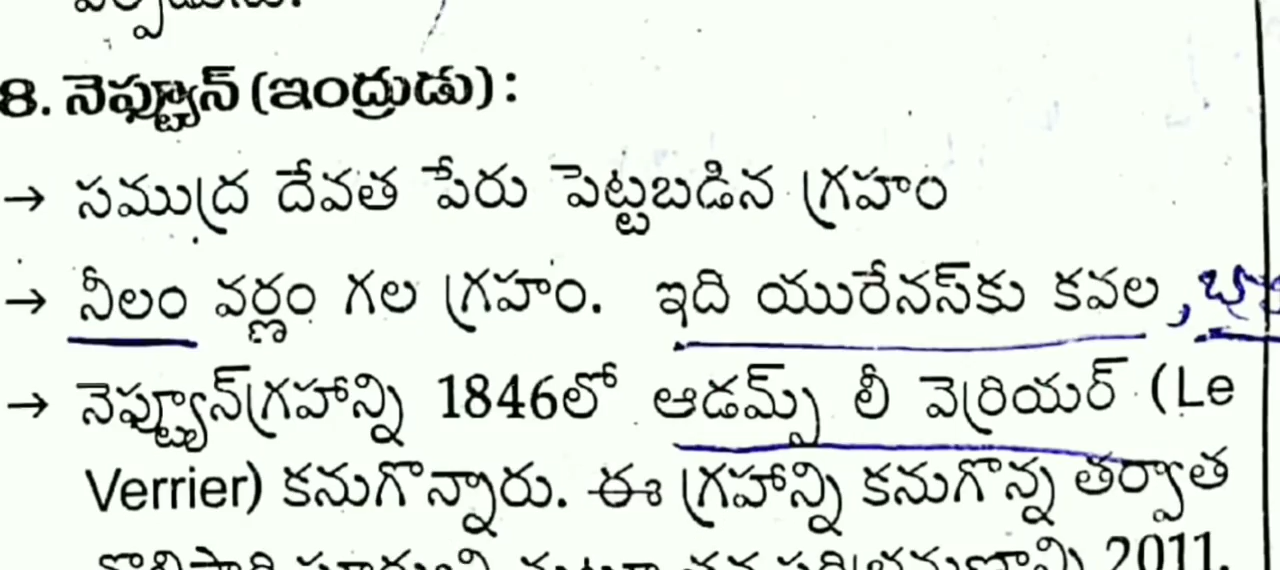 8. నెఫ్ట్యూన్ (ఇంద్రుడు) :
→ సముద్ర దేవత పేరు పెట్టబడిన గ్రహం
→ నీలం వర్ణం గల గ్రహం. ఇది యురేనస్‌కు కవల,
→ నెఫ్ట్యూన్‌గ్రహాన్ని 1846లో ఆడమ్స్ లీ వెర్రియర్ (Le
Verrier) కనుగొన్నారు. ఈ గ్రహాన్ని కనుగొన్న తర్వాత
2011.